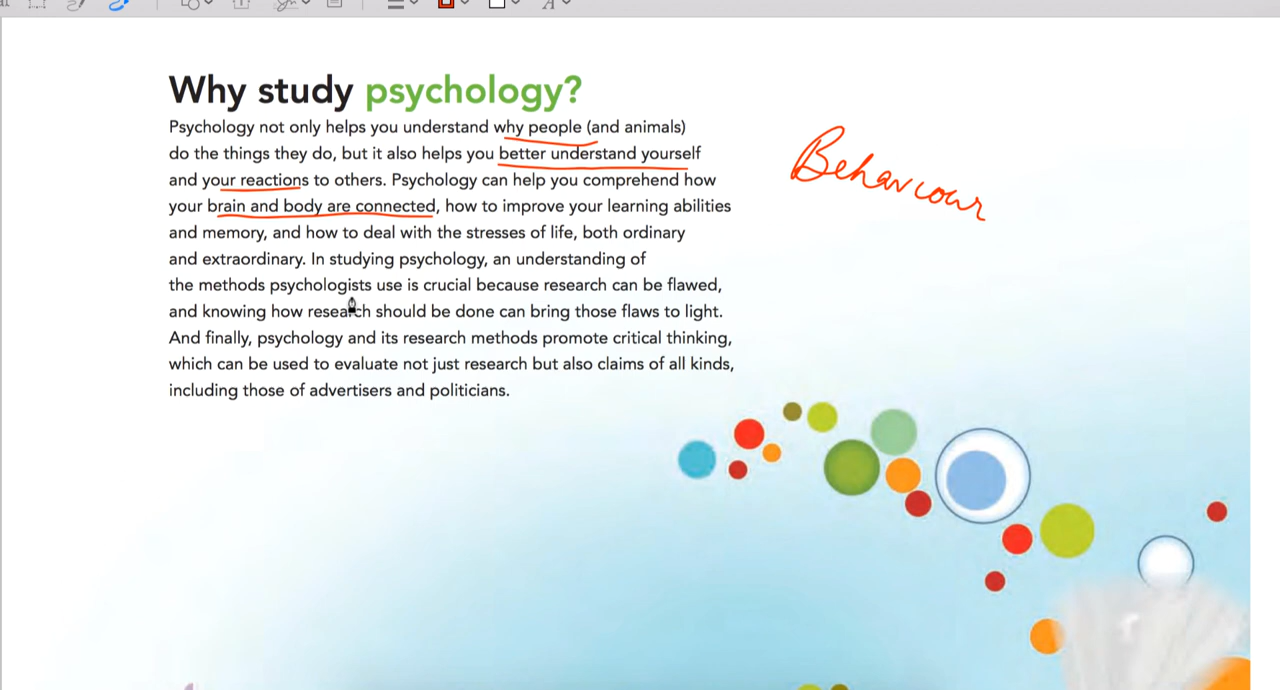 Why study psychology?
Psychology not only helps you understand why people (and animals)
do the things they do, but it also helps you better understand yourself
and your reactions to others. Psychology can help you comprehend how
your brain and body are connected, how to improve your learning abilities
and memory, and how to deal with the stresses of life, both ordinary
and extraordinary. In studying psychology, an understanding of
the methods psychologists use is crucial because research can be flawed,
and knowing how research should be done can bring those flaws to light.
And finally, psychology and its research methods promote critical thinking,
which can be used to evaluate not just research but also claims of all kinds,
including those of advertisers and politicians.
Behaviour